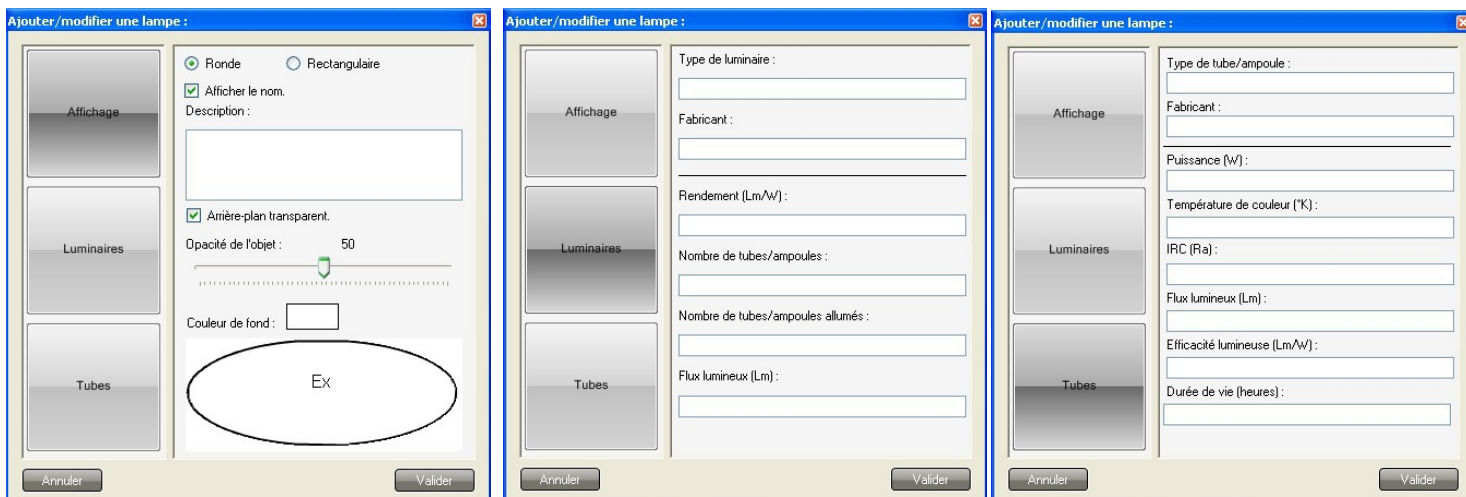 Ajouter/modifier une lampe :
Affichage
Luminaires
Tubes
Ronde Rectangulaire
Afficher le nom.
Description :
Arrière-plan transparent.
Opacité de l'objet : 50
Couleur de fond :
Ex
Annuler Valider
Ajouter/modifier une lampe :
Affichage
Luminaires
Tubes
Type de luminaire :
Fabricant :
Rendement (Lm/W) :
Nombre de tubes/ampoules :
Nombre de tubes/ampoules allumés :
Flux lumineux (Lm) :
Annuler Valider
Ajouter/modifier une lampe :
Affichage
Luminaires
Tubes
Type de tube/ampoule :
Fabricant :
Puissance (W) :
Température de couleur (°K) :
IRC (Ra) :
Flux lumineux (Lm) :
Efficacité lumineuse (Lm/W) :
Durée de vie (heures) :
Annuler Valider